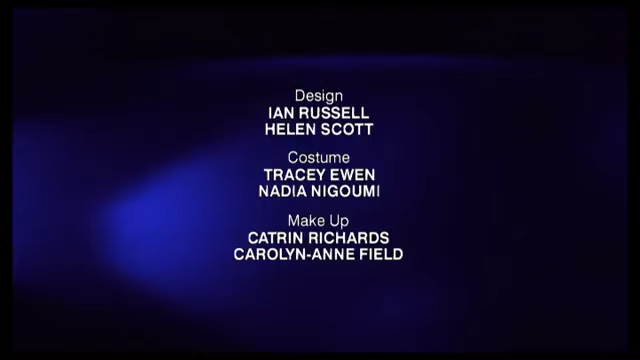 Design
IAN RUSSELL
HELEN SCOTT
Costume
TRACEY EWEN
NADIA NIGOUMI
Make Up
CATRIN RICHARDS
CAROLYN-ANNE FIELD